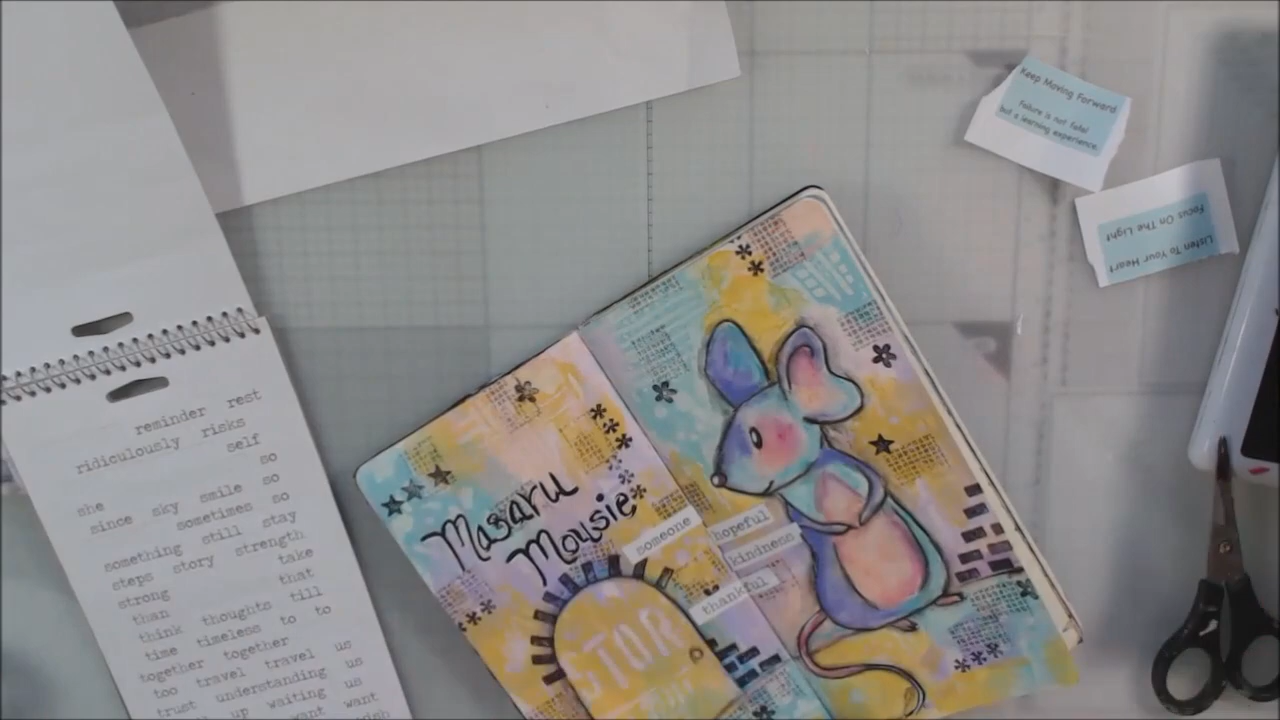 reminder rest
ridiculously risks
self
she so
since sky smile so
sometimes so
something still stay
steps story strength
strong take
than that
think thoughts till
time timeless to to
together together
too travel travel us
trust understanding us
up waiting us
want want
Masaru
Mousie
someone
hopeful
kindness
thankful
STOR
Keep Moving Forward
Failure is not fatal
but a learning experience.
Listen To Your Heart
Focus On The Light